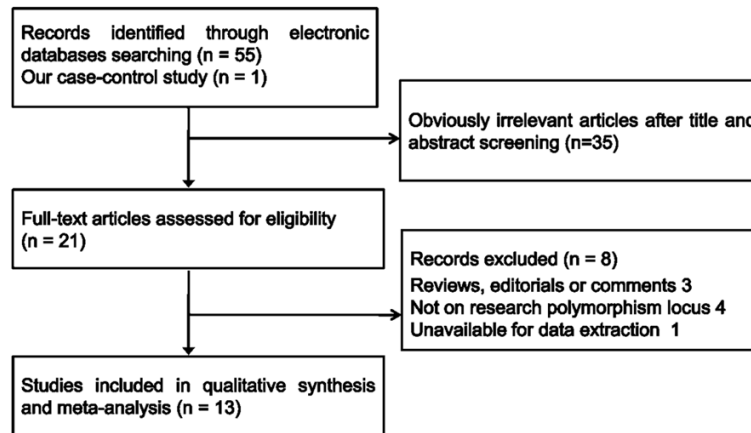 Records identified through electronic
databases searching (n = 55)
Our case-control study (n = 1)
Obviously irrelevant articles after title and
abstract screening (n=35)
Full-text articles assessed for eligibility
(n = 21)
Records excluded (n = 8)
Reviews, editorials or comments 3
Not on research polymorphism locus 4
Unavailable for data extraction 1
Studies included in qualitative synthesis
and meta-analysis (n = 13)